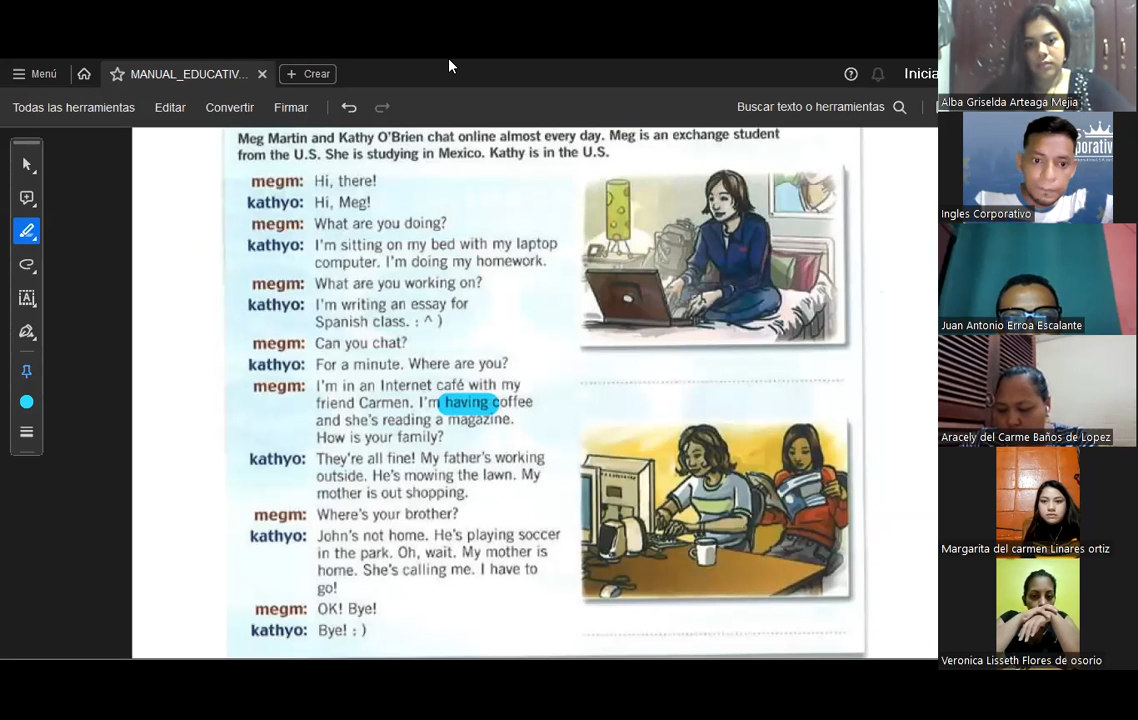 Menú
MANUAL_EDUCATIV...
Crear
Inicia
Todas las herramientas
Editar
Convertir
Firmar
Buscar texto o herramientas
Meg Martin and Kathy O'Brien chat online almost every day. Meg is an exchange student
from the U.S. She is studying in Mexico. Kathy is in the U.S.
megm: Hi, there!
kathyo: Hi, Meg!
megm: What are you doing?
kathyo: I'm sitting on my bed with my laptop
computer. I'm doing my homework.
megm: What are you working on?
kathyo: I'm writing an essay for
Spanish class. : ^ )
megm: Can you chat?
kathyo: For a minute. Where are you?
megm: I'm in an Internet café with my
friend Carmen. I'm having coffee
and she's reading a magazine.
How is your family?
kathyo: They're all fine! My father's working
outside. He's mowing the lawn. My
mother is out shopping.
megm: Where's your brother?
kathyo: John's not home. He's playing soccer
in the park. Oh, wait. My mother is
home. She's calling me. I have to
go!
megm: OK! Bye!
kathyo: Bye! : )
Alba Griselda Arteaga Mejia
Ingles Corporativo
Juan Antonio Erroa Escalante
Aracely del Carme Baños de Lopez
Margarita del carmen Linares ortiz
Veronica Lisseth Flores de osorio